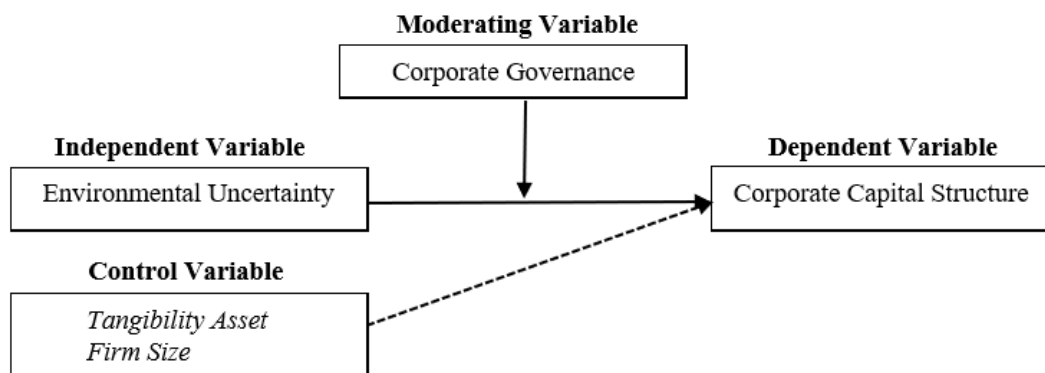 Moderating Variable
Corporate Governance
Independent Variable
Environmental Uncertainty
Dependent Variable
Corporate Capital Structure
Control Variable
Tangibility Asset
Firm Size